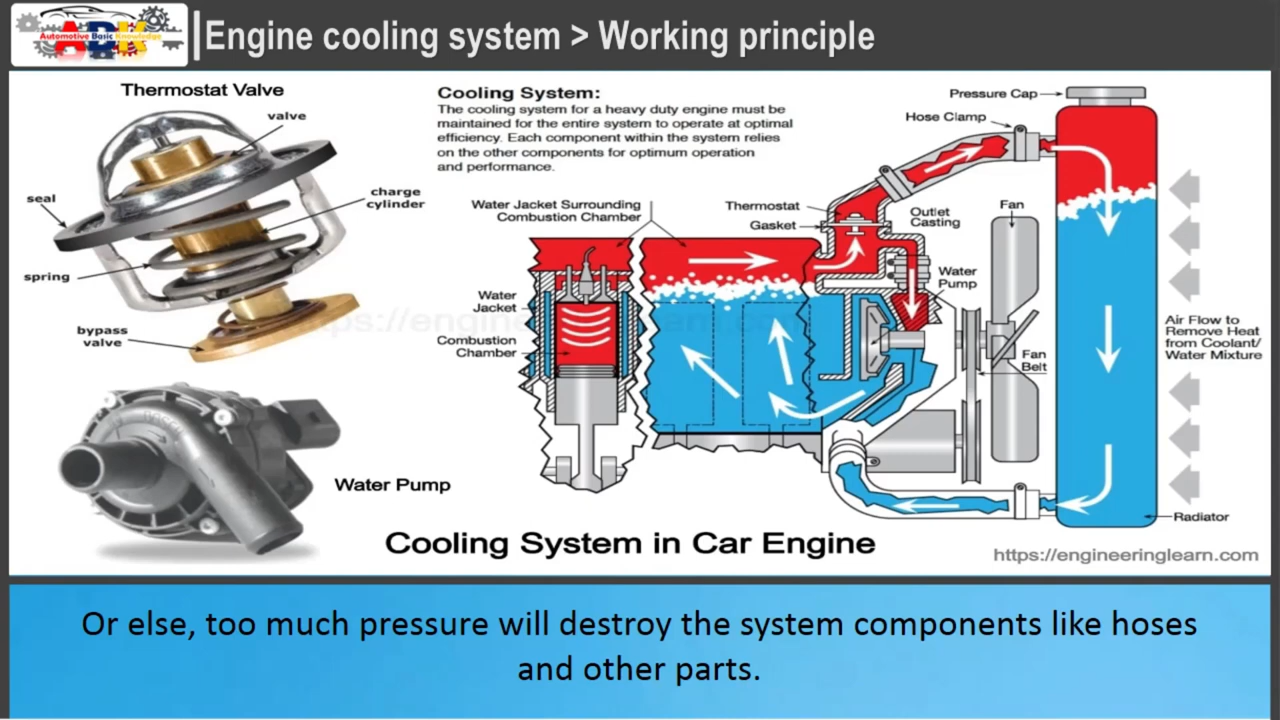 ABK
Automotive Basic Knowledge
Engine cooling system > Working principle
Thermostat Valve
valve
seal
charge
cylinder
spring
bypass
valve
Water Pump
Cooling System:
The cooling system for a heavy duty engine must be
maintained for the entire system to operate at optimal
efficiency. Each component within the system relies
on the other components for optimum operation
and performance.
Water Jacket Surrounding
Combustion Chamber
Water
Jacket
Combustion
Chamber
Thermostat
Gasket
Pressure Cap
Hose Clamp
Outlet
Casting
Water
Pump
Fan
Fan
Belt
Air Flow to
Remove Heat
from Coolant/
Water Mixture
Radiator
Cooling System in Car Engine
https://engineeringlearn.com
Or else, too much pressure will destroy the system components like hoses
and other parts.